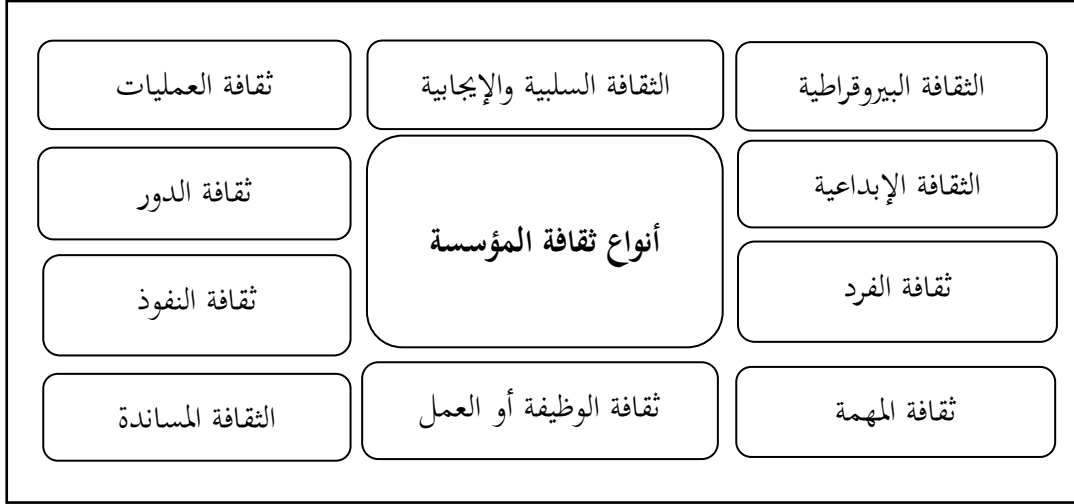 الثقافة البيروقراطية
الثقافة السلبية والإيجابية
ثقافة العمليات
الثقافة الإبداعية
ثقافة الدور
أنواع ثقافة المؤسسة
ثقافة الفرد
ثقافة النفوذ
ثقافة المهمة
ثقافة الوظيفة أو العمل
الثقافة المساندة